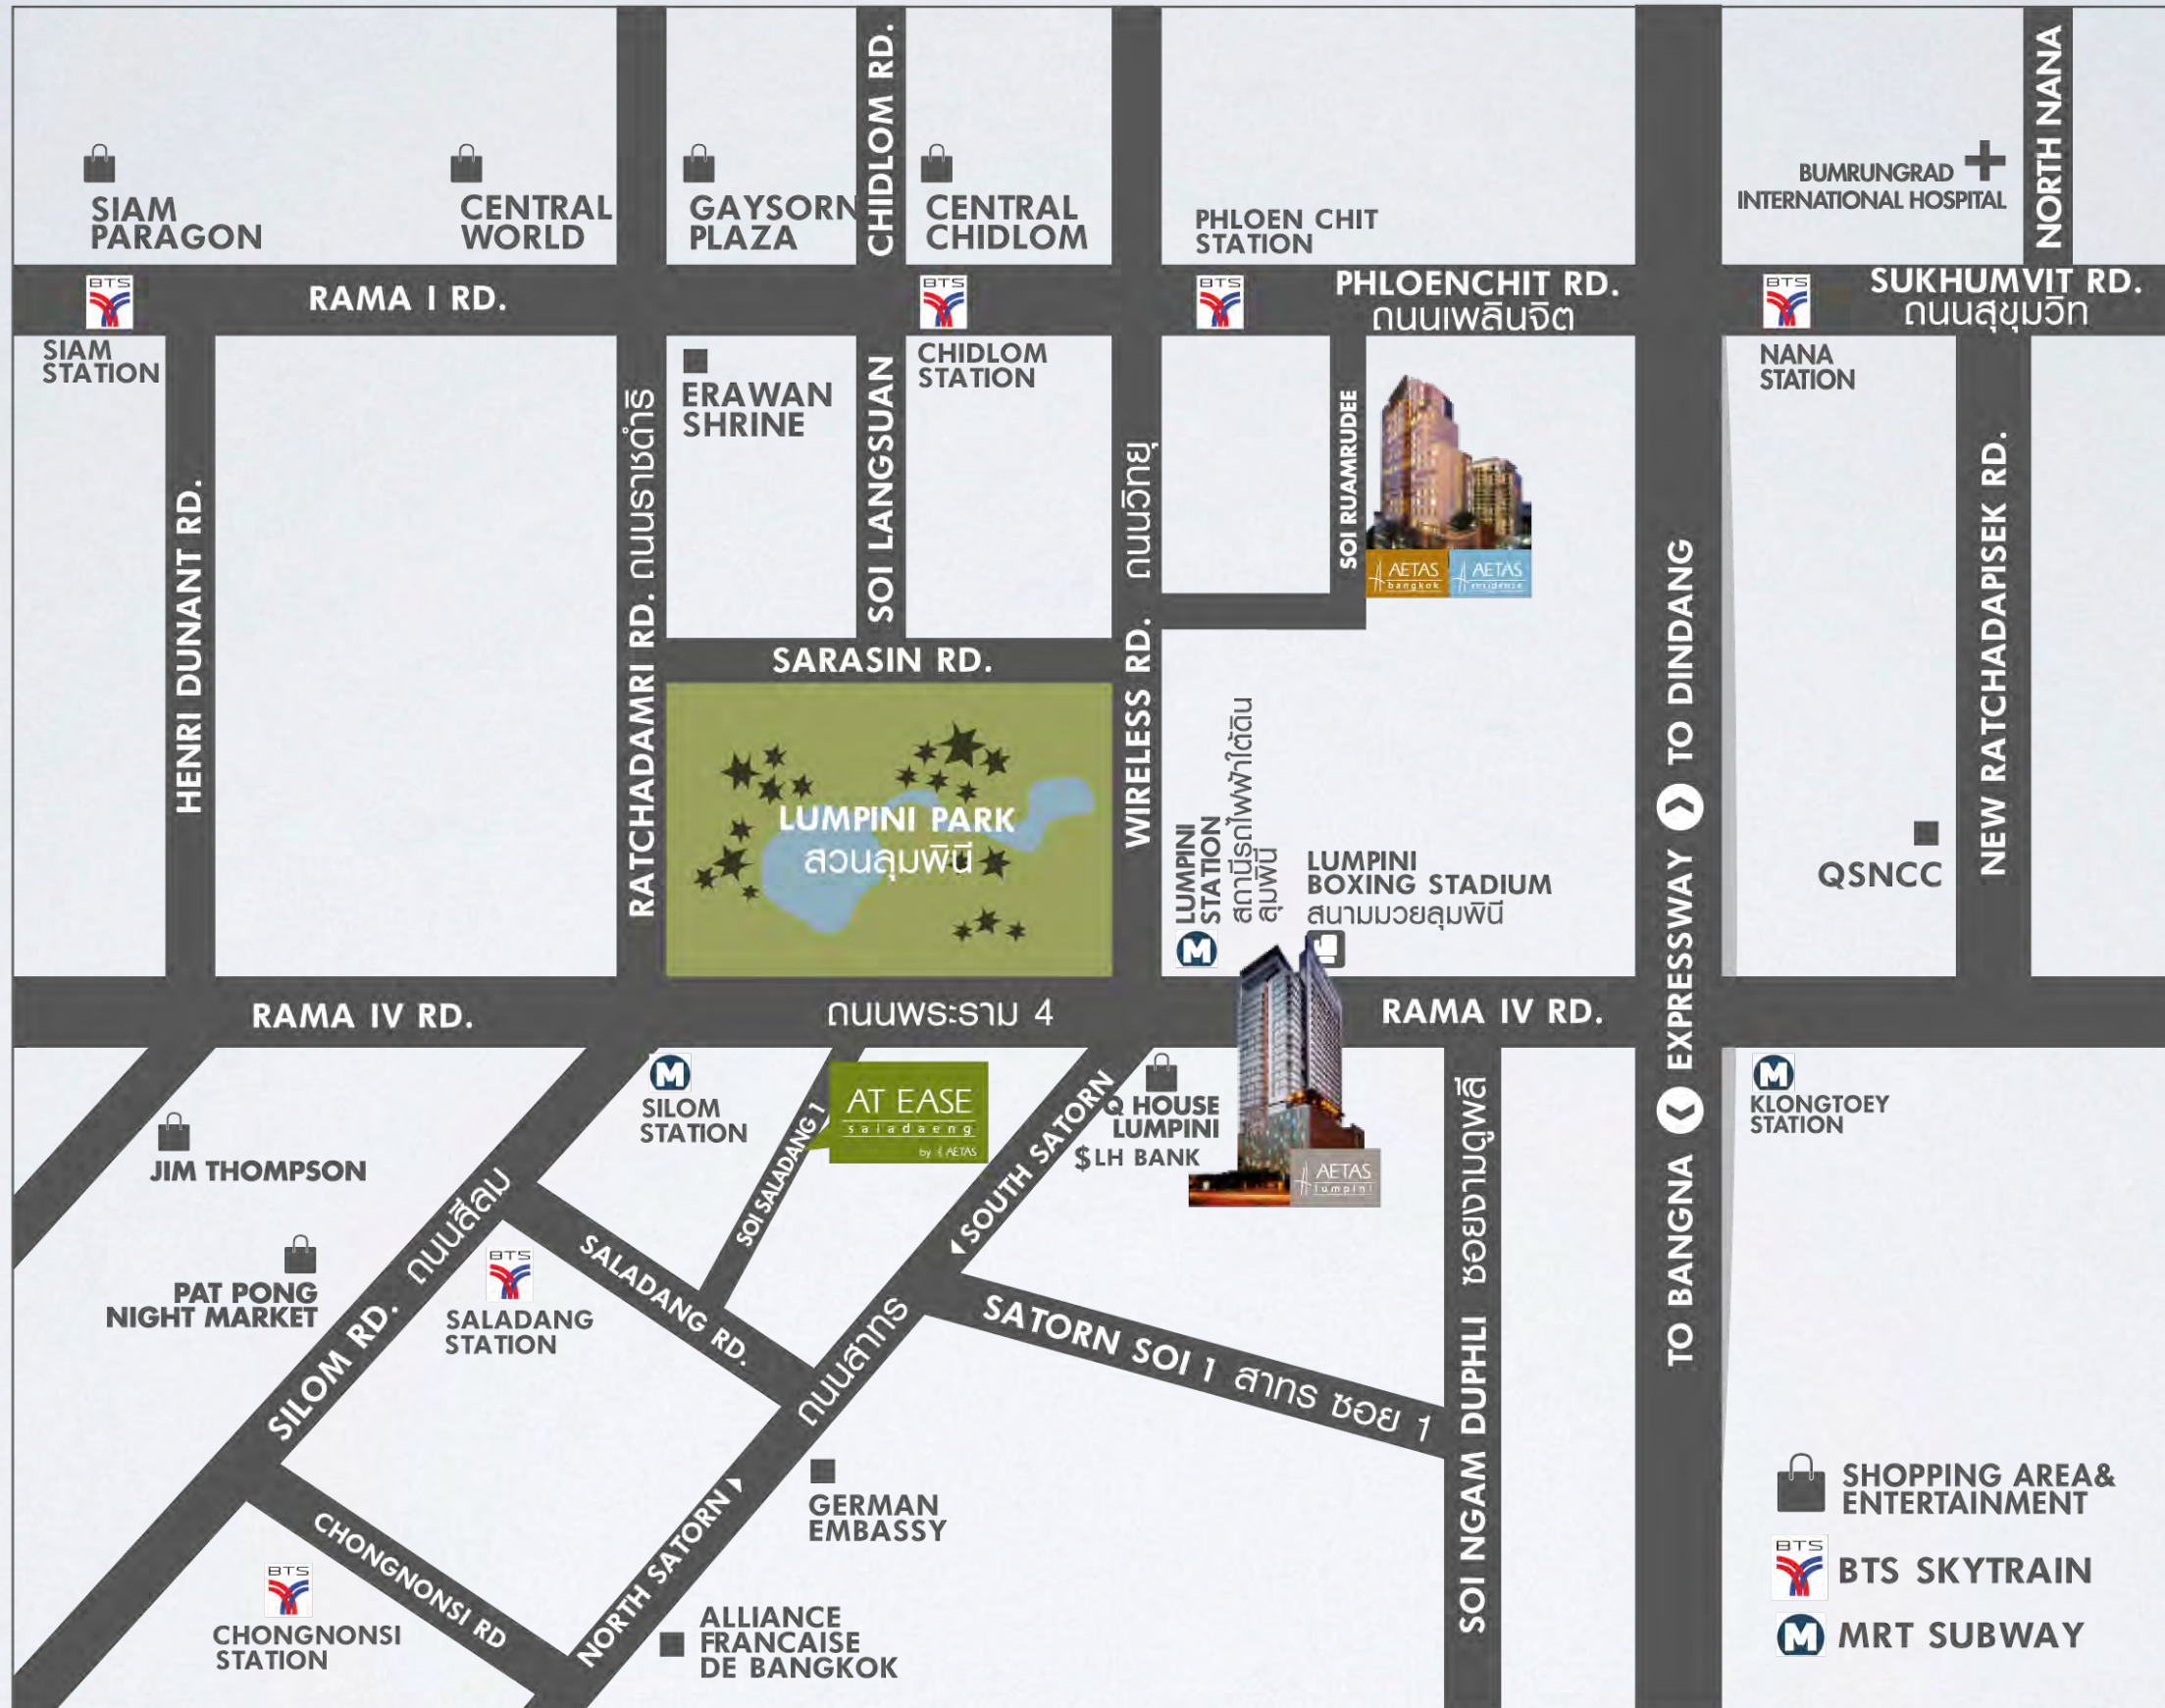 CHIDLOM RD.
NORTH NANA
SIAM
PARAGON
CENTRAL
WORLD
GAYSORN
PLAZA
CENTRAL
CHIDLOM
PHLOEN CHIT
STATION
BUMRUNGRAD
INTERNATIONAL HOSPITAL
BTS
RAMA I RD.
BTS
BTS
PHLOENCHIT RD.
ถนนเพลินจิต
BTS
SUKHUMVIT RD.
ถนนสุขุมวิท
SIAM
STATION
ERAWAN
SHRINE
CHIDLOM
STATION
NANA
STATION
HENRI DUNANT RD.
RATCHADAMRI RD. ถนนราชดำริ
SOI LANGSUAN
WIRELESS RD. ถนนวิทยุ
SOI RUAMRUDEE
AETAS
bangkok
AETAS
residence
TO BANGNA EXPRESSWAY TO DINDANG
NEW RATCHADAPISEK RD.
SARASIN RD.
LUMPINI PARK
สวนลุมพินี
LUMPINI
STATION
สถานีรถไฟฟ้าใต้ดิน
ลุมพินี
M
LUMPINI
BOXING STADIUM
สนามมวยลุมพินี
QSNCC
RAMA IV RD.
ถนนพระราม 4
RAMA IV RD.
M
SILOM
STATION
SOI SALADANG 1
AT EASE
saladaeng
by AETAS
SOUTH SATORN
Q HOUSE
LUMPINI
$ LH BANK
AETAS
lumpini
M
KLONGTOEY
STATION
JIM THOMPSON
PAT PONG
NIGHT MARKET
SILOM RD. ถนนสีลม
BTS
SALADANG
STATION
SALADANG RD.
ถนนสาทร
SATORN SOI 1 สาทร ซอย 1
SOI NGAM DUPHLI ซอยงามดูพลี
GERMAN
EMBASSY
NORTH SATORN
CHONGNONSI RD
BTS
CHONGNONSI
STATION
ALLIANCE
FRANCAISE
DE BANGKOK
SHOPPING AREA&
ENTERTAINMENT
BTS
BTS SKYTRAIN
M
MRT SUBWAY